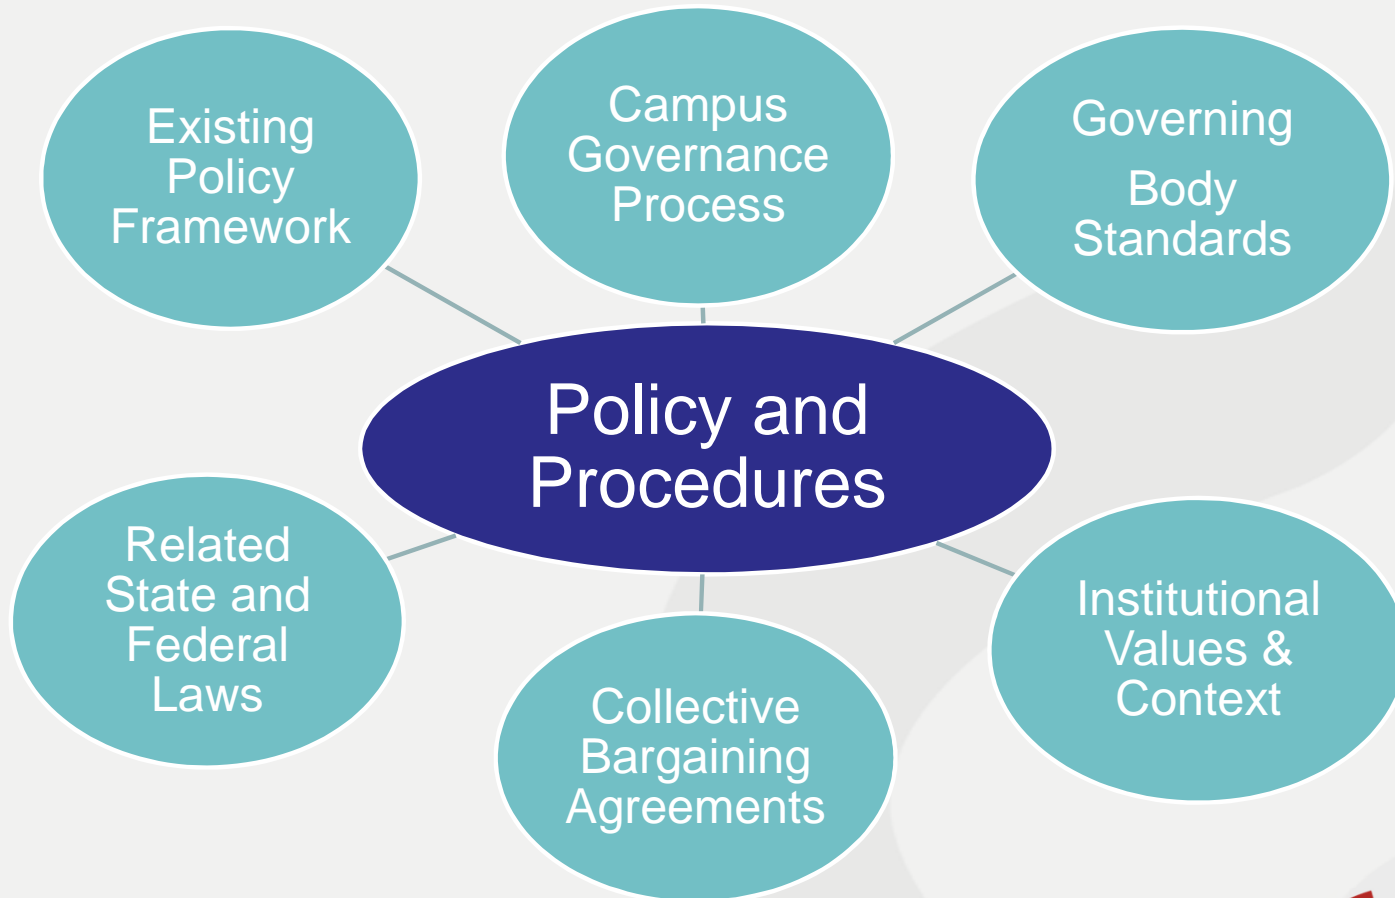 Existing
Policy
Framework
Campus
Governance
Process
Governing
Body
Standards
Policy and
Procedures
Related
State and
Federal
Laws
Collective
Bargaining
Agreements
Institutional
Values &
Context